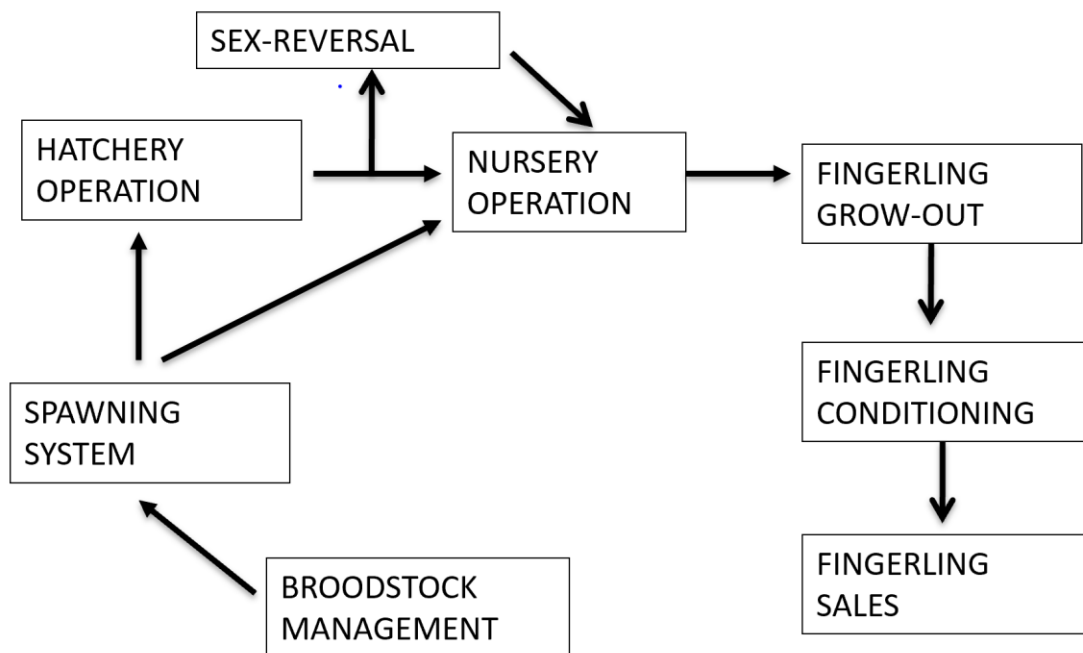 SEX-REVERSAL
HATCHERY
OPERATION
NURSERY
OPERATION
FINGERLING
GROW-OUT
SPAWNING
SYSTEM
FINGERLING
CONDITIONING
BROODSTOCK
MANAGEMENT
FINGERLING
SALES